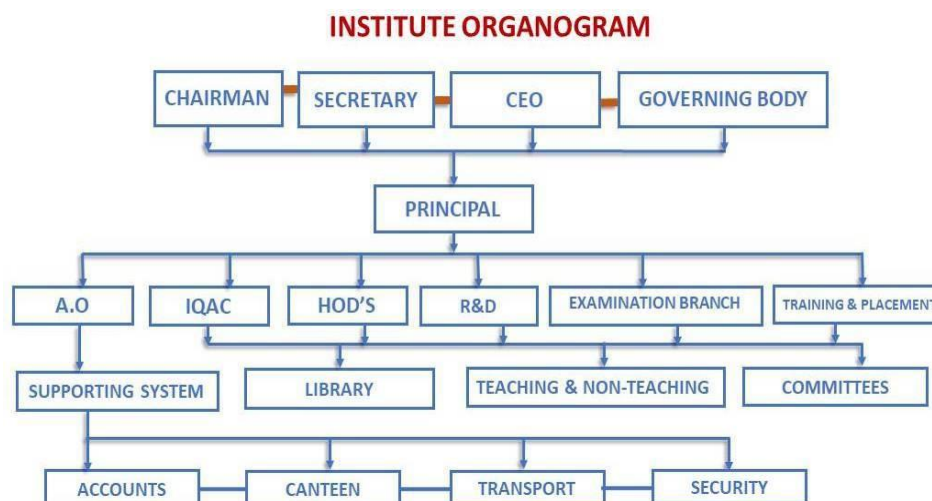 INSTITUTE ORGANOGRAM
CHAIRMAN
SECRETARY
CEO
GOVERNING BODY
PRINCIPAL
A.O
IQAC
HOD'S
R&D
EXAMINATION BRANCH
TRAINING & PLACEMENT
SUPPORTING SYSTEM
LIBRARY
TEACHING & NON-TEACHING
COMMITTEES
ACCOUNTS
CANTEEN
TRANSPORT
SECURITY